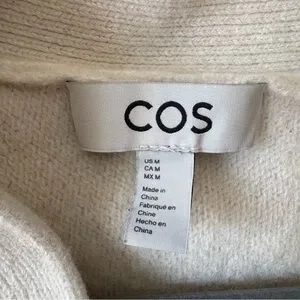 COS
US M
CA M
MX M
Made in
China
Fabriqué en
Chine
Hecho en
China